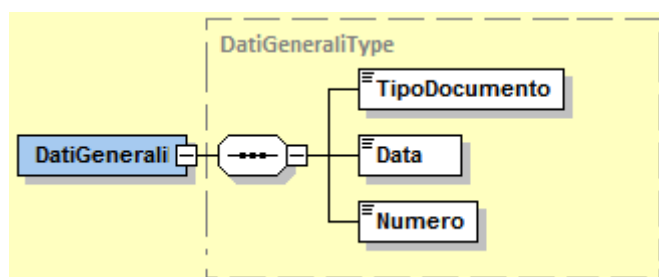 DatiGeneraliType
TipoDocumento
DatiGenerali
Data
Numero